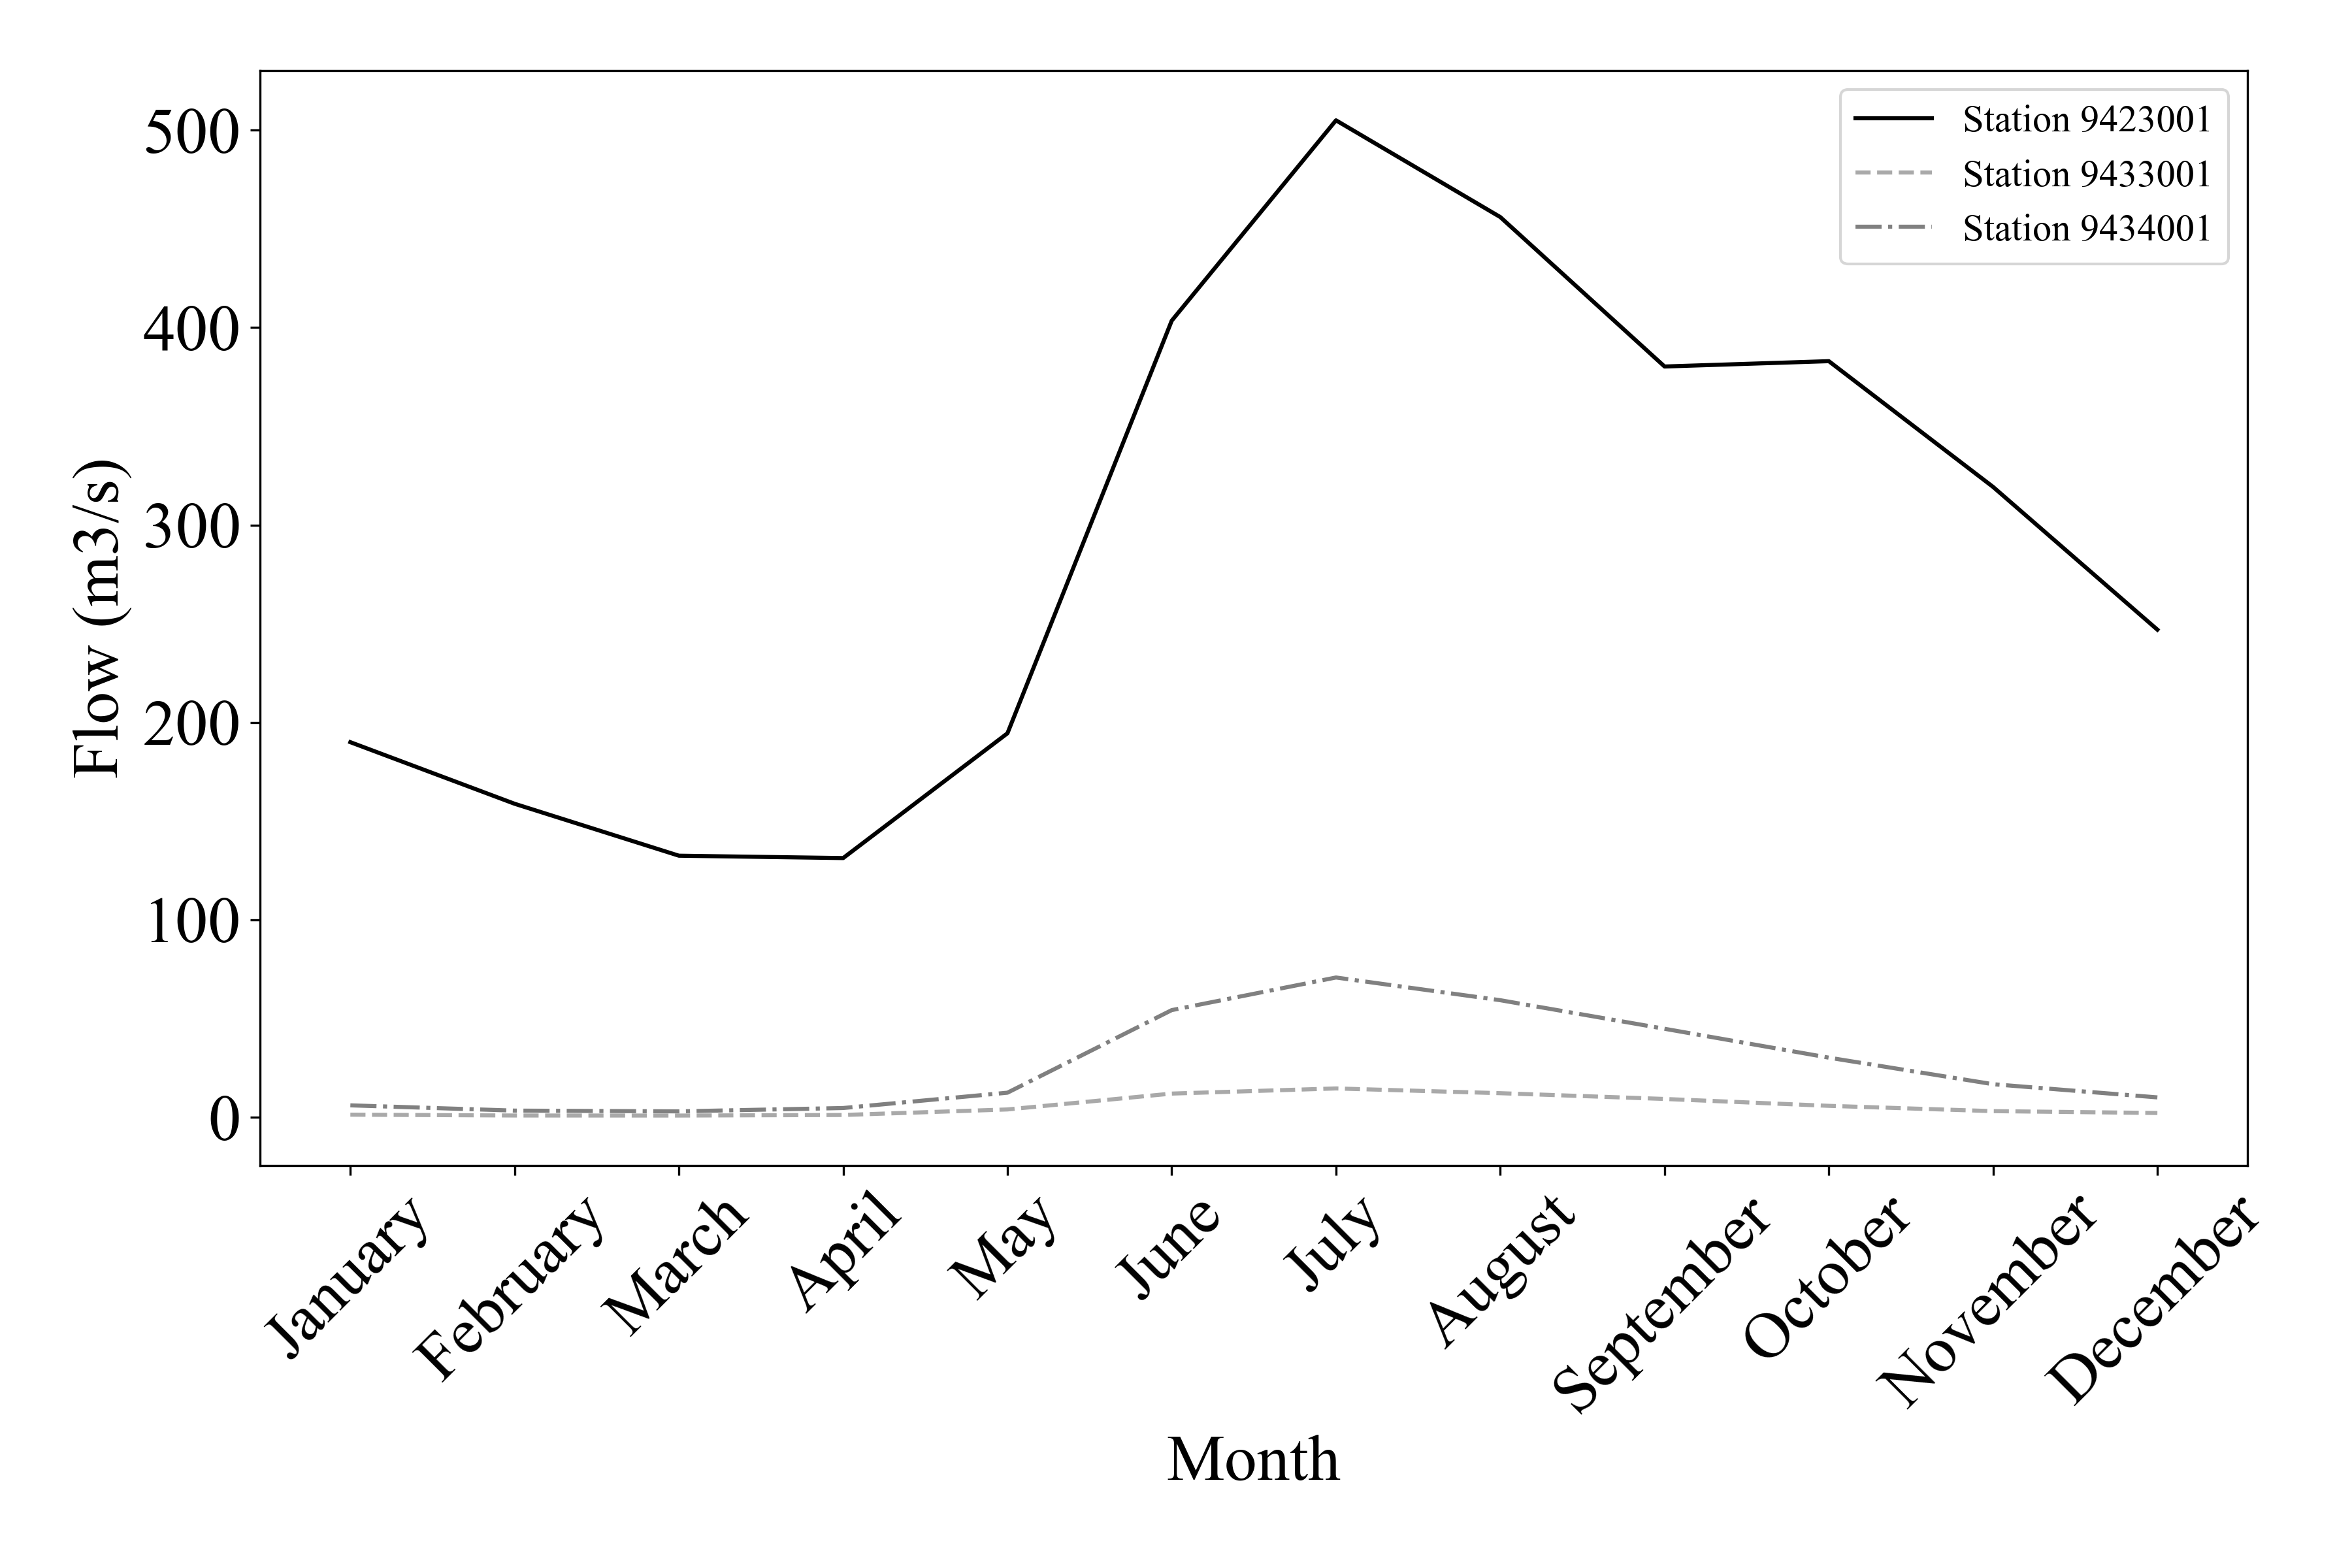 Station 9423001
Station 9433001
Station 9434001
500
400
300
200
100
0
Flow (m3/s)
January
February
March
April
May
June
July
August
September
October
November
December
Month